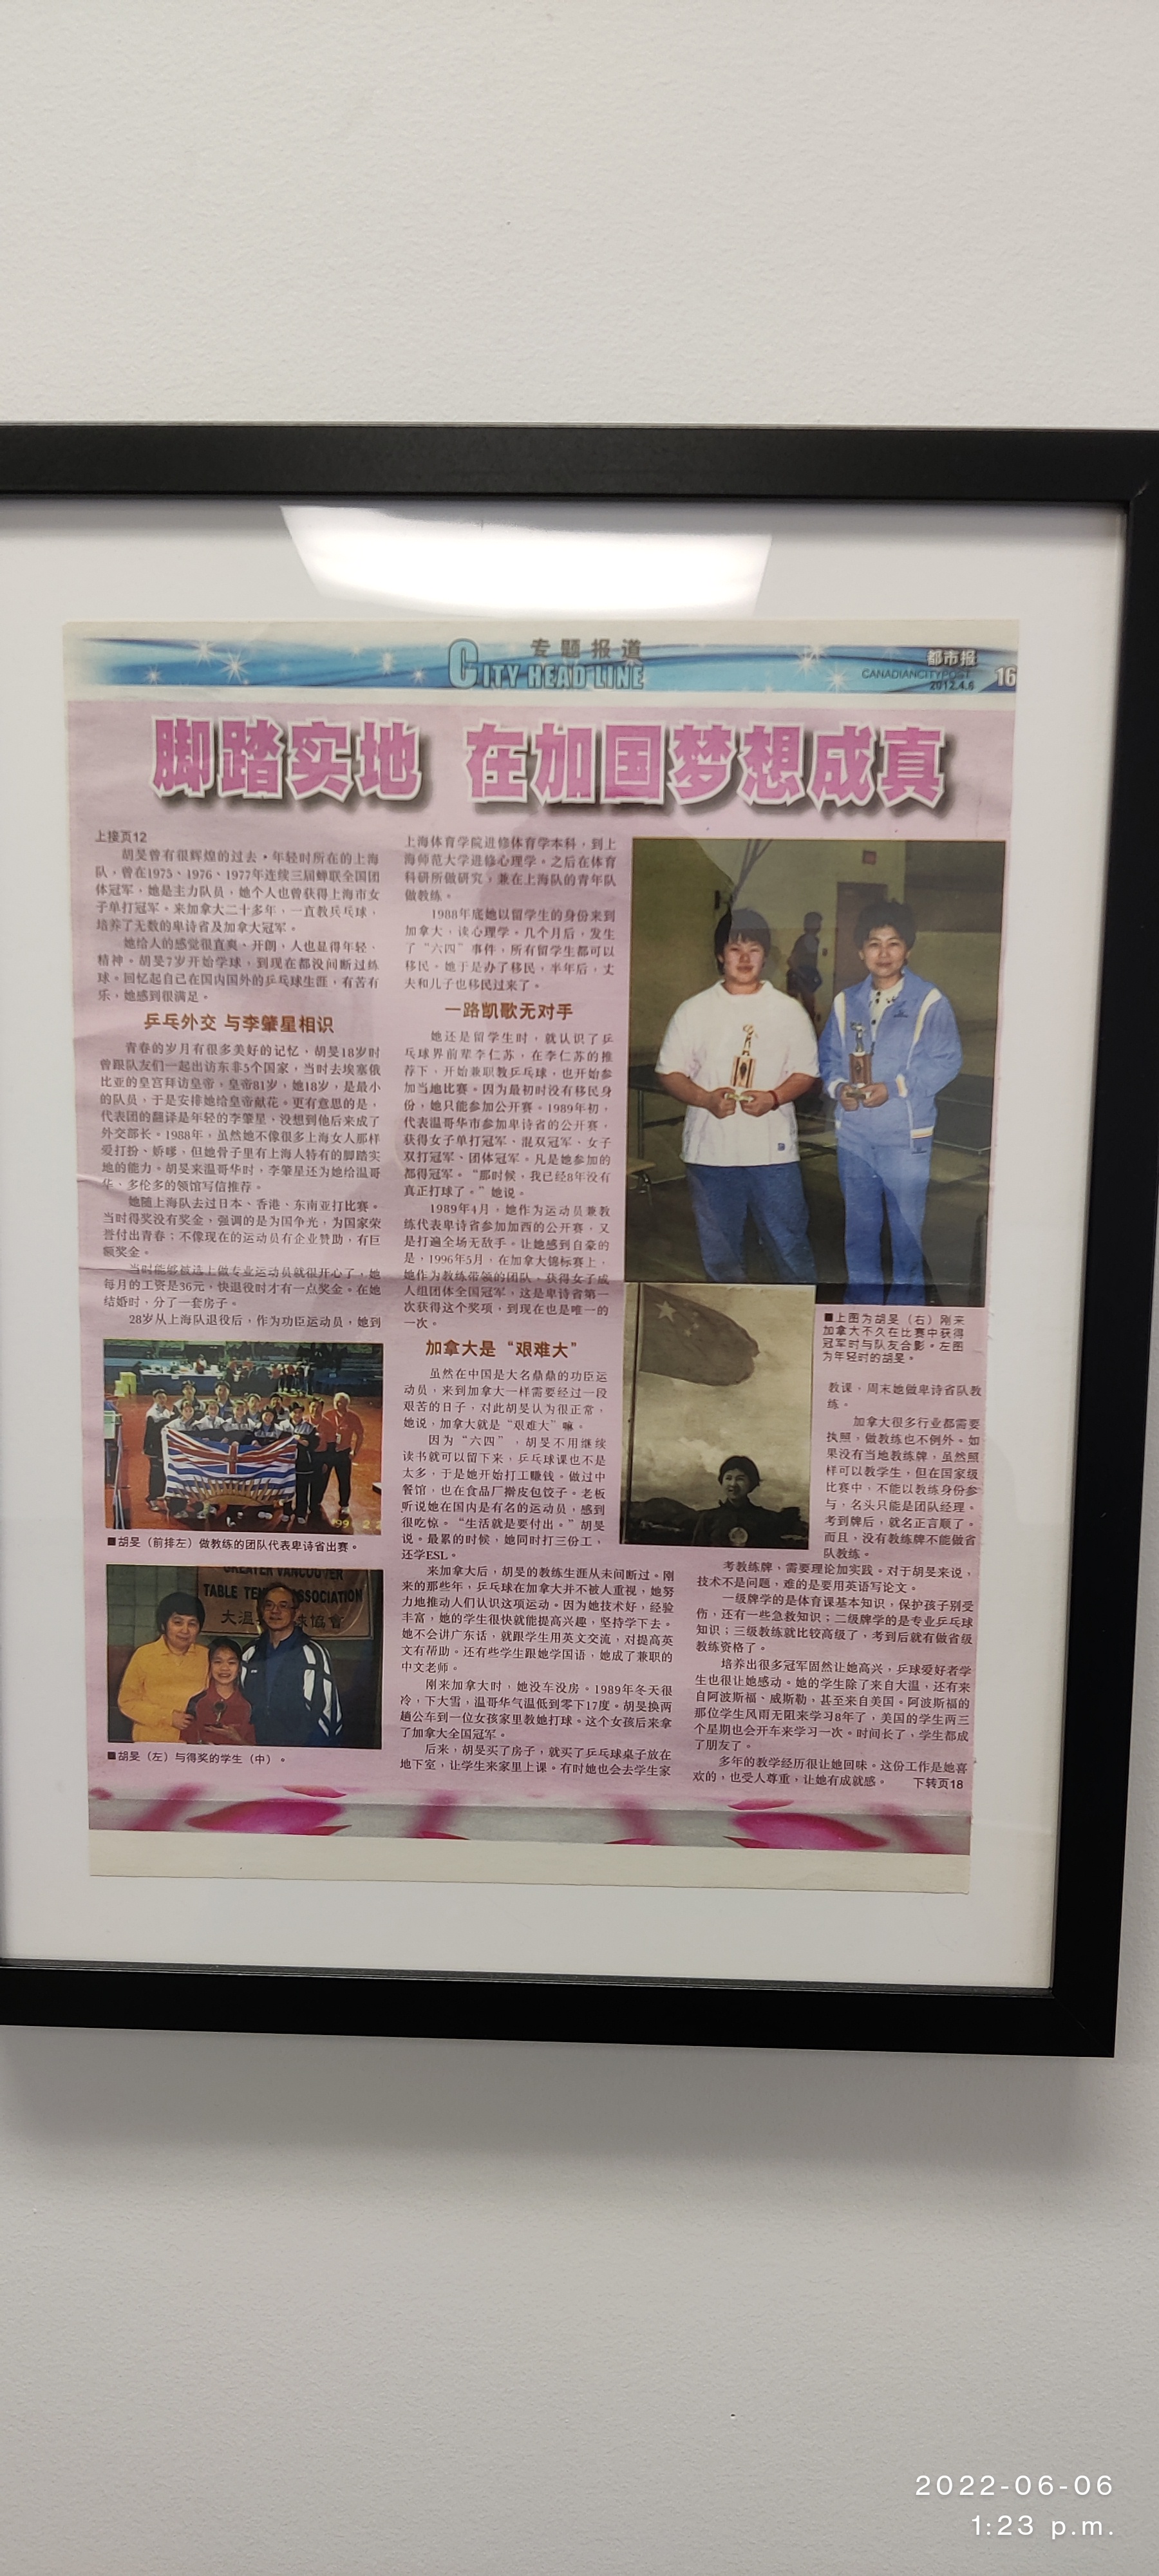 专题报道
CITY HEADLINE
都市报
CANADIANCITYPOST
2012.4.6
16
脚踏实地 在加国梦想成真
上接页12
胡旻曾有很辉煌的过去，年轻时所在的上海
队，曾在1975、1976、1977年连续三届蝉联全国团
体冠军，她是主力队员，她个人也曾获得上海市女
子单打冠军。来加拿大二十多年，一直教乒乓球，
培养了无数的卑诗省及加拿大冠军。
她给人的感觉很直爽、开朗，人也显得年轻、
精神。胡旻7岁开始学球，到现在都没间断过练
球。回忆起自己在国内国外的乒乓球生涯，有苦有
乐，她感到很满足。
乒乓外交 与李肇星相识
青春的岁月有很多美好的记忆，胡旻18岁时
曾跟队友们一起出访东非5个国家，当时去埃塞俄
比亚的皇宫拜访皇帝，皇帝81岁，她18岁，是最小
的队员，于是安排她给皇帝献花。更有意思的是，
代表团的翻译是年轻的李肇星，没想到他后来成了
外交部长。1988年，虽然她不像很多上海女人那样
爱打扮、娇嗲，但她骨子里有上海人特有的脚踏实
地的能力。胡旻来温哥华时，李肇星还为她给温哥
华、多伦多的领馆写信推荐。
她随上海队去过日本、香港、东南亚打比赛。
当时得奖没有奖金，强调的是为国争光，为国家荣
誉付出青春；不像现在的运动员有企业赞助，有巨
额奖金。
当时能够被选上做专业运动员就很开心了，她
每月的工资是36元，快退役时才有一点奖金。在她
结婚时，分了一套房子。
28岁从上海队退役后，作为功臣运动员，她到
■胡旻（前排左）做教练的团队代表卑诗省出赛。
GREATER VANCOUVER
TABLE TENNIS ASSOCIATION
大温
協會
■胡旻（左）与得奖的学生（中）。
上海体育学院进修体育学本科，到上
海师范大学进修心理学。之后在体育
科研所做研究，兼在上海队的青年队
做教练。
1988年底她以留学生的身份来到
加拿大，读心理学。几个月后，发生
了“六四”事件，所有留学生都可以
移民。她于是办了移民，半年后，丈
夫和儿子也移民过来了。
一路凯歌无对手
她还是留学生时，就认识了乒
乓球界前辈李仁苏，在李仁苏的推
荐下，开始兼职教乒乓球，也开始参
加当地比赛。因为最初时没有移民身
份，她只能参加公开赛。1989年初，
代表温哥华市参加卑诗省的公开赛，
获得女子单打冠军、混双冠军、女子
双打冠军、团体冠军。凡是她参加的
都得冠军。“那时候，我已经8年没有
真正打球了。”她说。
1989年4月，她作为运动员兼教
练代表卑诗省参加加西的公开赛，又
是打遍全场无敌手。让她感到自豪的
是，1996年5月，在加拿大锦标赛上，
她作为教练带领的团队，获得女子成
人组团体全国冠军，这是卑诗省第一
次获得这个奖项，到现在也是唯一的
一次。
加拿大是“艰难大”
虽然在中国是大名鼎鼎的功臣运
动员，来到加拿大一样需要经过一段
艰苦的日子，对此胡旻认为很正常，
她说，加拿大就是“艰难大”嘛。
因为“六四”，胡旻不用继续
读书就可以留下来，乒乓球课也不是
太多，于是她开始打工赚钱。做过中
餐馆，也在食品厂擀皮包饺子。老板
听说她在国内是有名的运动员，感到
很吃惊。“生活就是要付出。”胡旻
说。最累的时候，她同时打三份工，
还学ESL。
来加拿大后，胡旻的教练生涯从未间断过。刚
来的那些年，乒乓球在加拿大并不被人重视，她努
力地推动人们认识这项运动。因为她技术好，经验
丰富，她的学生很快就能提高兴趣，坚持学下去。
她不会讲广东话，就跟学生用英文交流，对提高英
文有帮助。还有些学生跟她学国语，她成了兼职的
中文老师。
刚来加拿大时，她没车没房。1989年冬天很
冷，下大雪，温哥华气温低到零下17度。胡旻换两
趟公车到一位女孩家里教她打球。这个女孩后来拿
了加拿大全国冠军。
后来，胡旻买了房子，就买了乒乓球桌子放在
地下室，让学生来家里上课。有时她也会去学生家
■上图为胡旻（右）刚来
加拿大不久在比赛中获得
冠军时与队友合影。左图
为年轻时的胡旻。
教课，周末她做卑诗省队教
练。
加拿大很多行业都需要
执照，做教练也不例外。如
果没有当地教练牌，虽然照
样可以教学生，但在国家级
比赛中，不能以教练身份参
与，名头只能是团队经理。
考到牌后，就名正言顺了。
而且，没有教练牌不能做省
队教练。
考教练牌，需要理论加实践。对于胡旻来说，
技术不是问题，难的是要用英语写论文。
一级牌学的是体育课基本知识，保护孩子别受
伤，还有一些急救知识；二级牌学的是专业乒乓球
知识；三级教练就比较高级了，考到后就有做省级
教练资格了。
培养出很多冠军固然让她高兴，乒乓球爱好者学
生也很让她感动。她的学生除了来自大温，还有来
自阿波斯福、威斯勒，甚至来自美国。阿波斯福的
那位学生风雨无阻来学习8年了，美国的学生两三
个星期也会开车来学习一次。时间长了，学生都成
了朋友了。
多年的教学经历很让她回味。这份工作是她喜
欢的，也受人尊重，让她有成就感。 下转页18
2022-06-06
1:23 p.m.